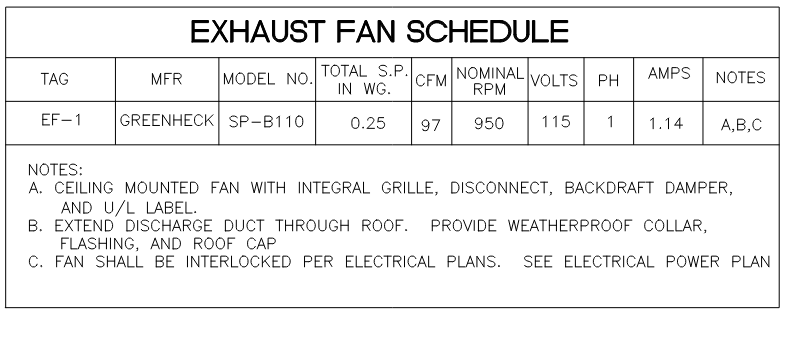 EXHAUST FAN SCHEDULE
TAG MFR MODEL NO. TOTAL S.P. IN WG. CFM NOMINAL RPM VOLTS PH AMPS NOTES
EF-1 GREENHECK SP-B110 0.25 97 950 115 1 1.14 A,B,C
NOTES:
A. CEILING MOUNTED FAN WITH INTEGRAL GRILLE, DISCONNECT, BACKDRAFT DAMPER,
AND U/L LABEL.
B. EXTEND DISCHARGE DUCT THROUGH ROOF. PROVIDE WEATHERPROOF COLLAR,
FLASHING, AND ROOF CAP
C. FAN SHALL BE INTERLOCKED PER ELECTRICAL PLANS. SEE ELECTRICAL POWER PLAN